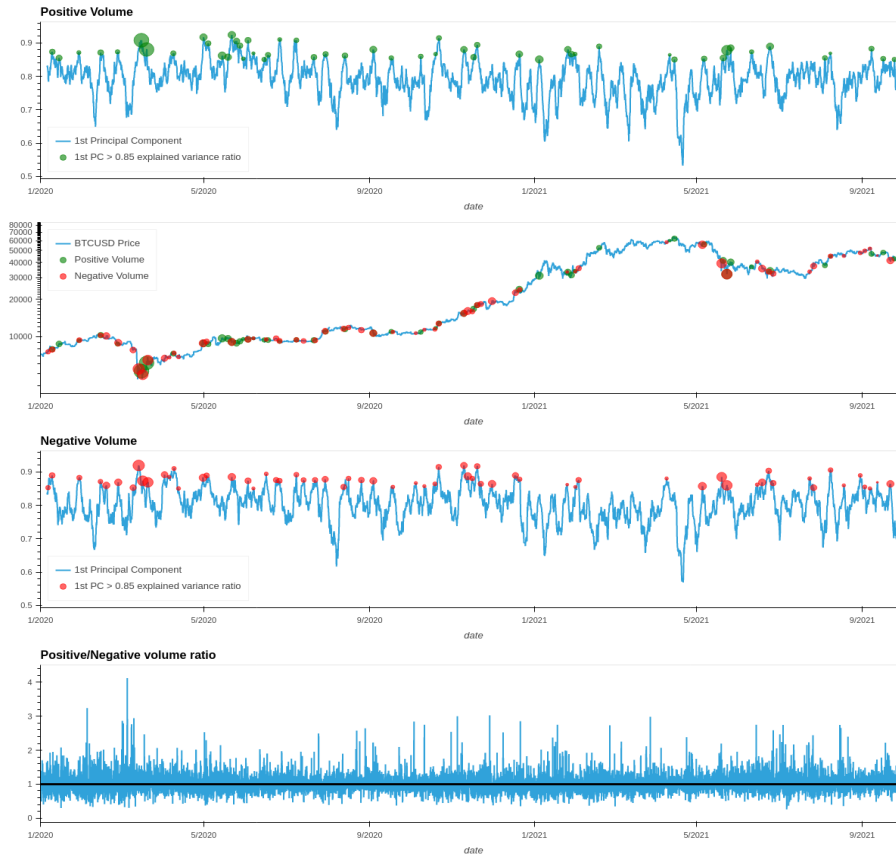 Positive Volume
0.9
0.8
0.7
0.6
0.5
1st Principal Component
1st PC > 0.85 explained variance ratio
1/2020 5/2020 9/2020 1/2021 5/2021 9/2021
date
80000
60000
50000
40000
30000
20000
10000
BTCUSD Price
Positive Volume
Negative Volume
1/2020 5/2020 9/2020 1/2021 5/2021 9/2021
date
Negative Volume
0.9
0.8
0.7
0.6
0.5
1st Principal Component
1st PC > 0.85 explained variance ratio
1/2020 5/2020 9/2020 1/2021 5/2021 9/2021
date
Positive/Negative volume ratio
4
3
2
1
0
1/2020 5/2020 9/2020 1/2021 5/2021 9/2021
date